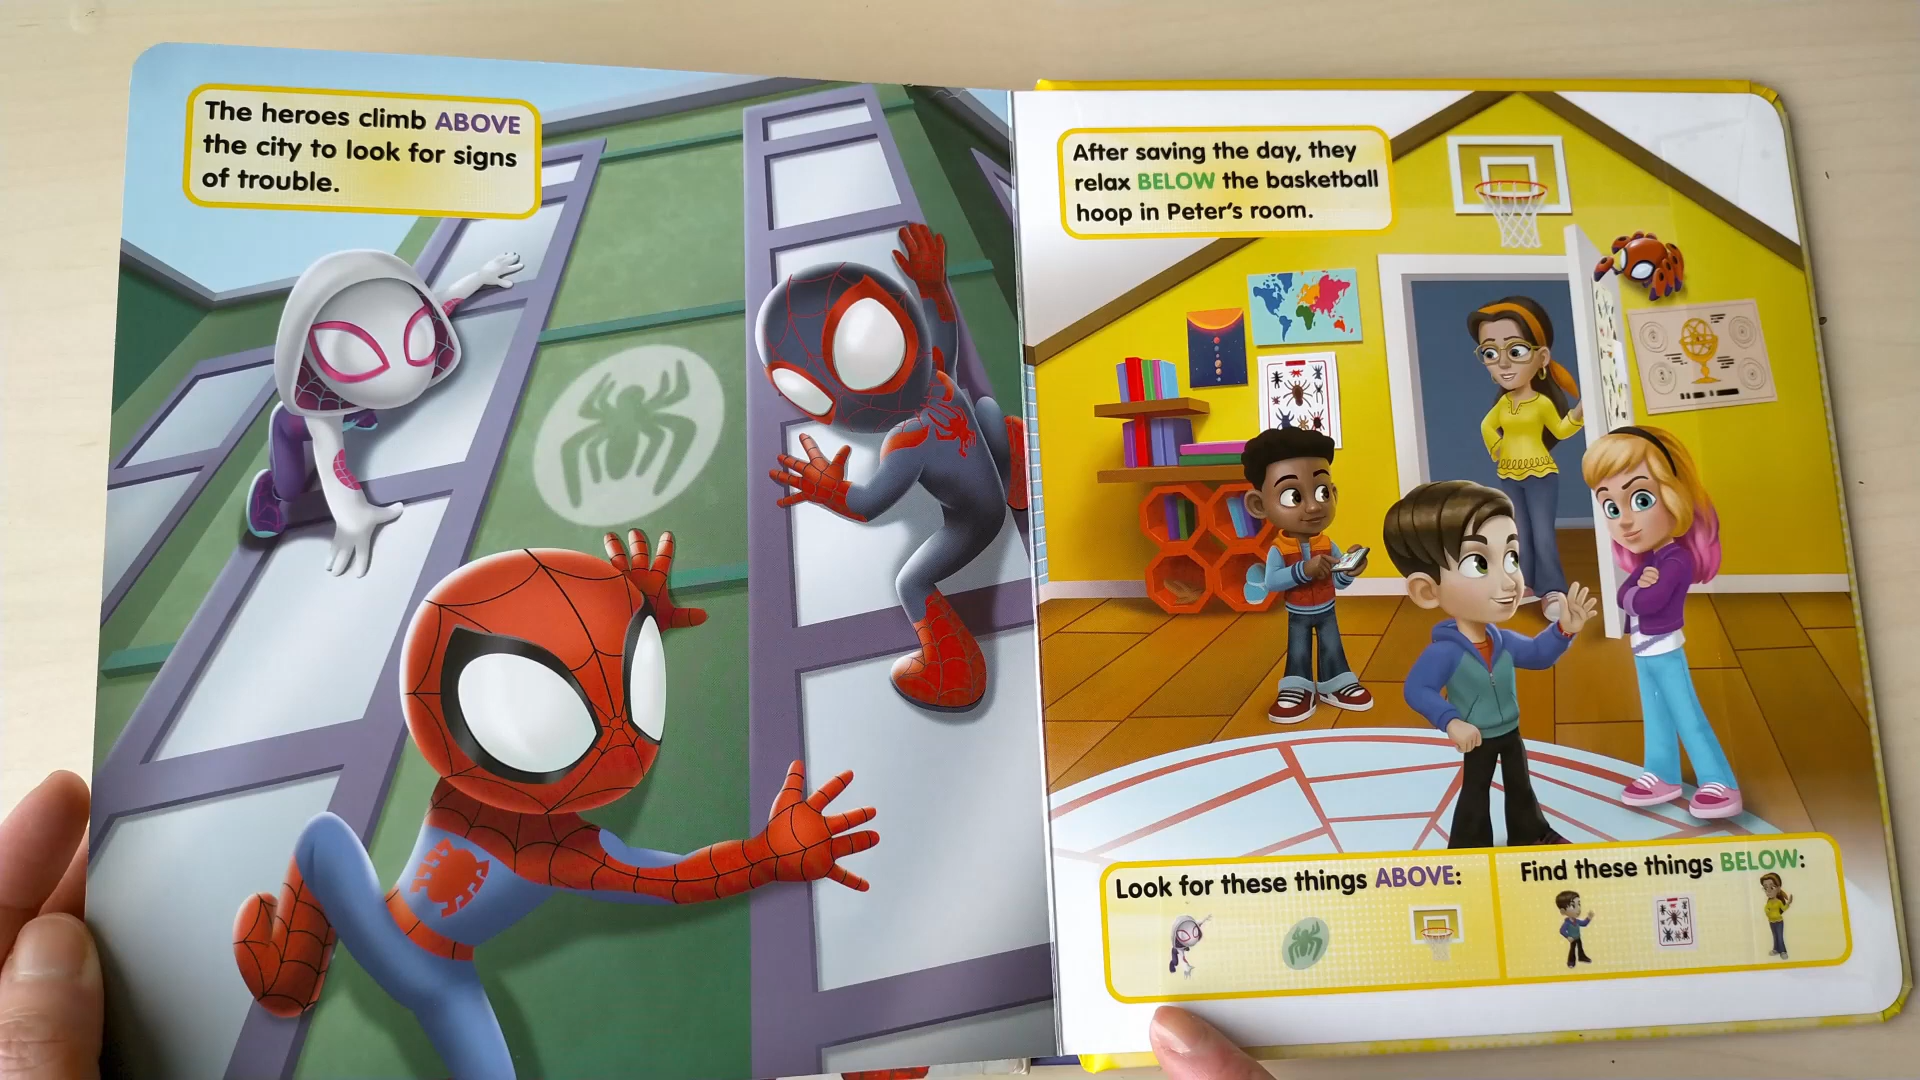 The heroes climb ABOVE
the city to look for signs
of trouble.
After saving the day, they
relax BELOW the basketball
hoop in Peter's room.
Look for these things ABOVE:
Find these things BELOW: